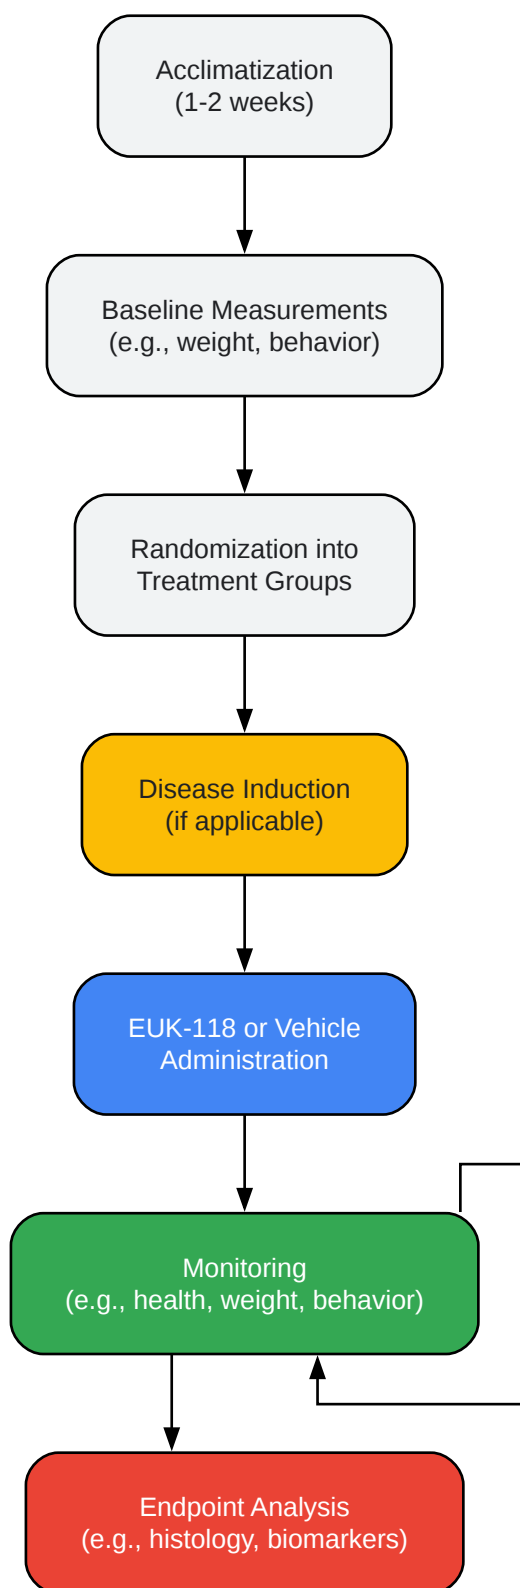 Acclimatization
(1-2 weeks)
Baseline Measurements
(e.g., weight, behavior)
Randomization into
Treatment Groups
Disease Induction
(if applicable)
EUK-118 or Vehicle
Administration
Monitoring
(e.g., health, weight, behavior)
Endpoint Analysis
(e.g., histology, biomarkers)